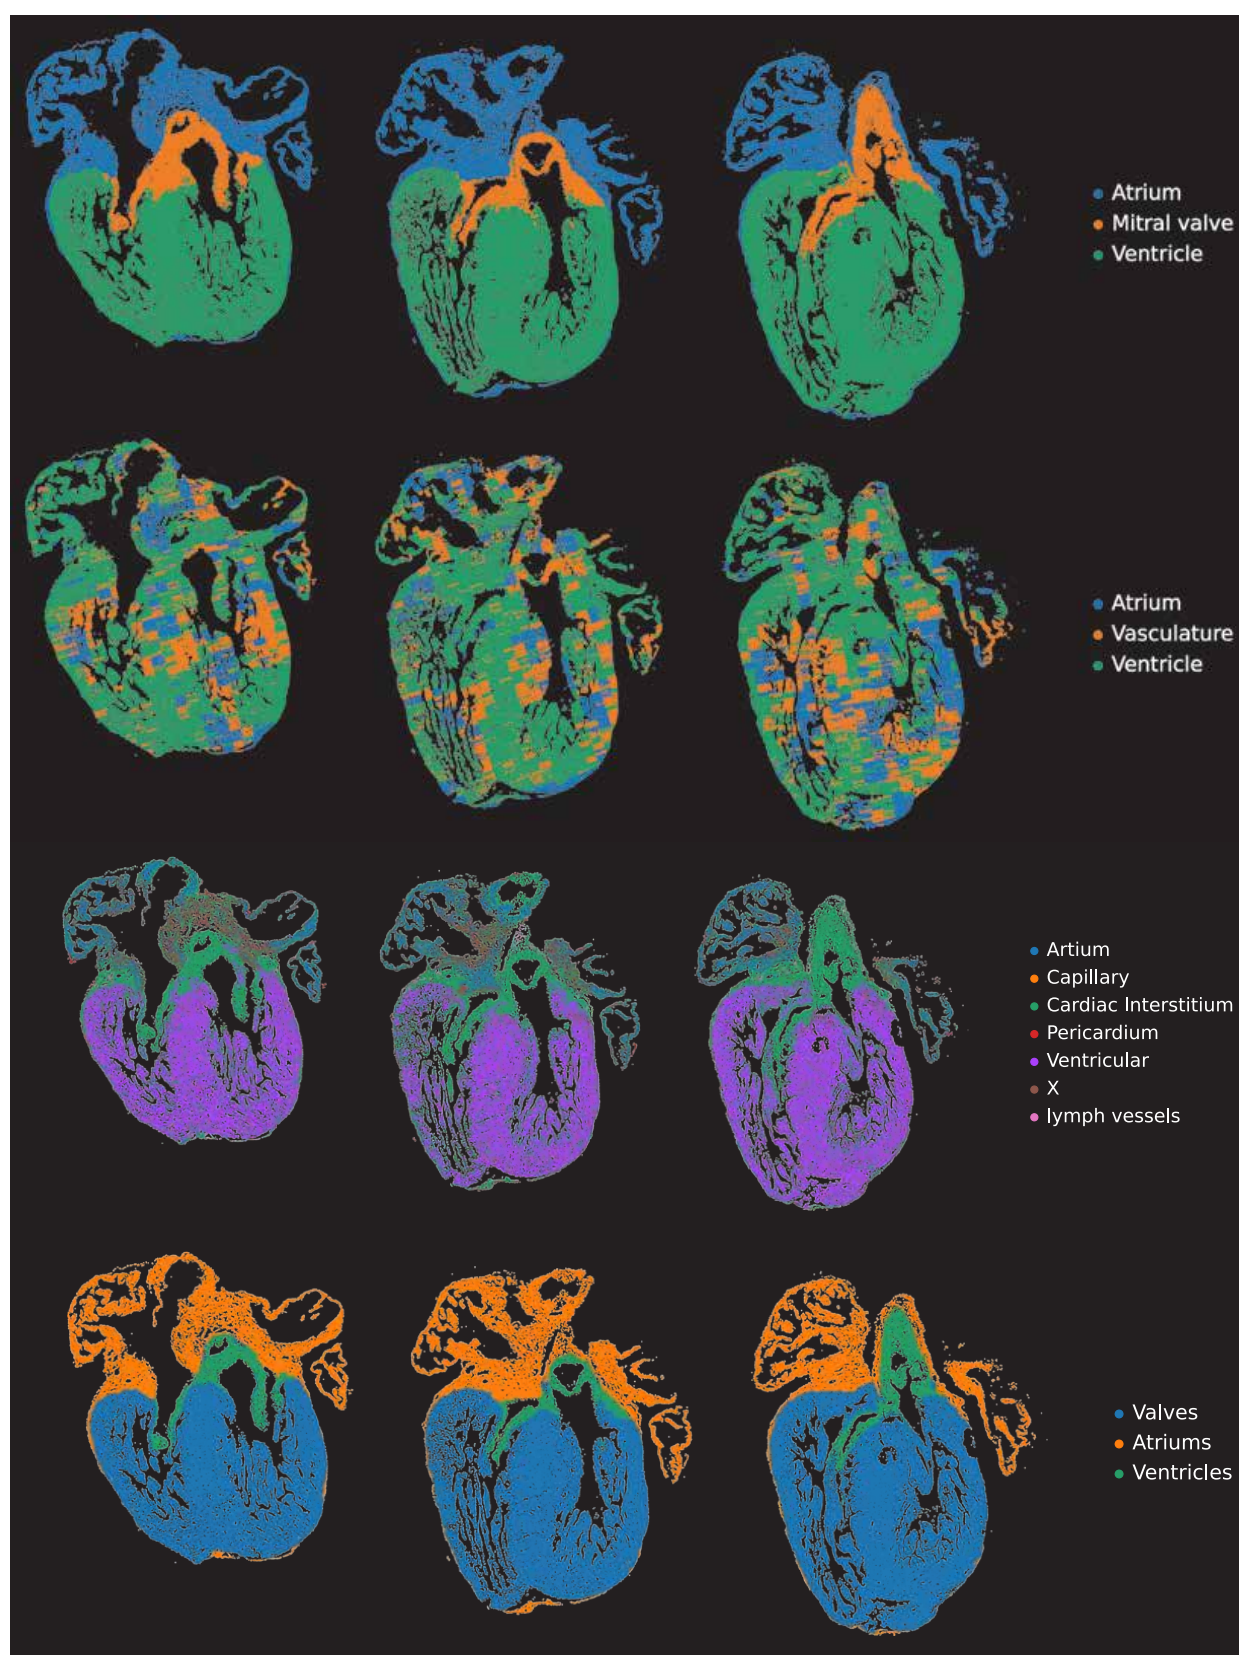 Atrium
Mitral valve
Ventricle
Atrium
Vasculature
Ventricle
Artium
Capillary
Cardiac Interstitium
Pericardium
Ventricular
X
lymph vessels
Valves
Atriums
Ventricles